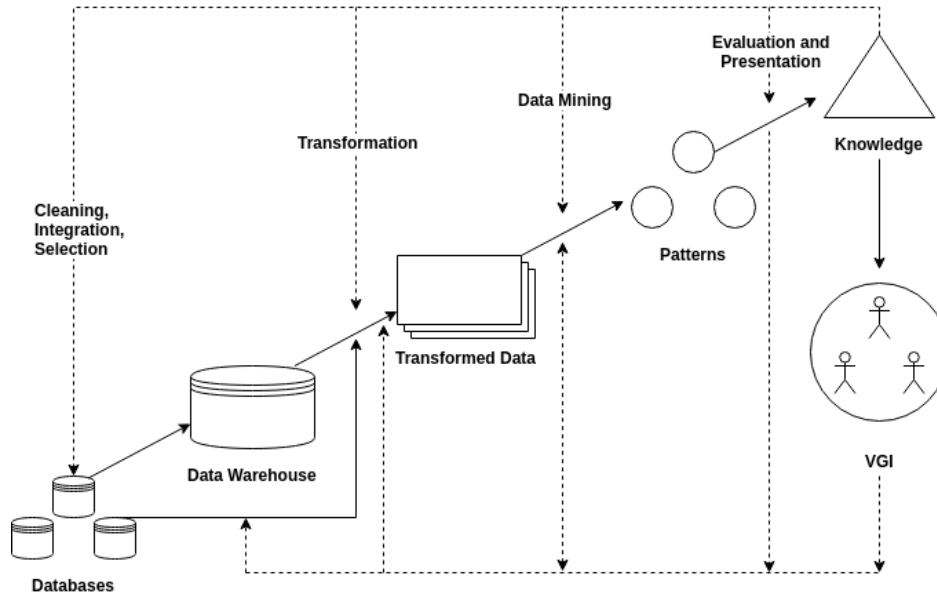 Evaluation and
Presentation
Data Mining
Transformation
Knowledge
Cleaning,
Integration,
Selection
Patterns
Transformed Data
Data Warehouse
VGI
Databases